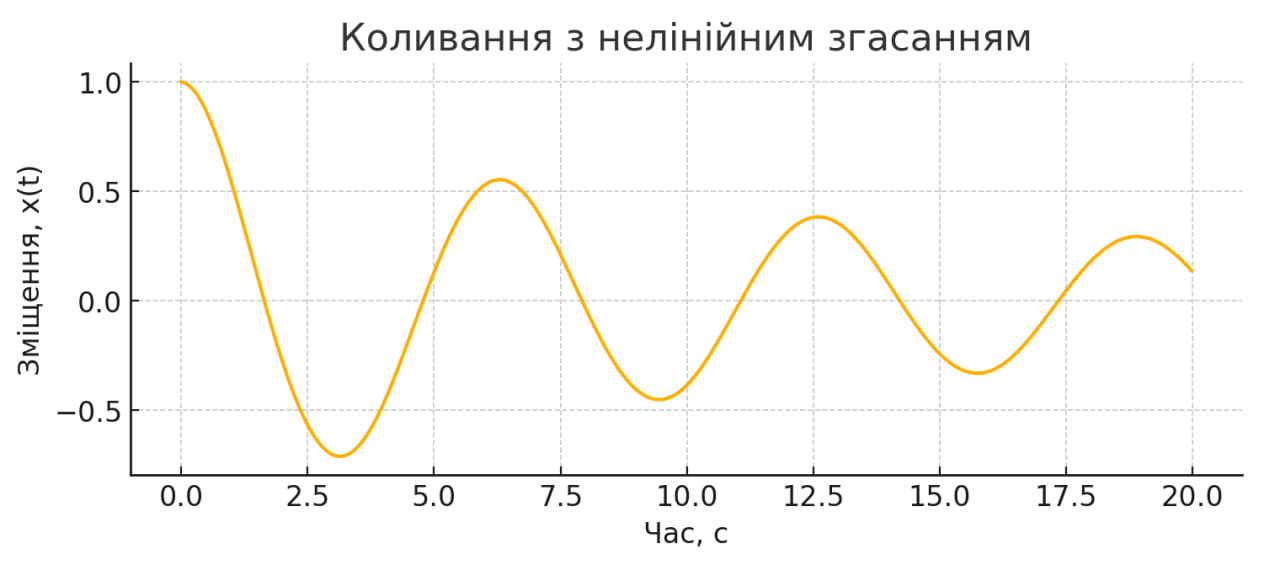 Коливання з нелінійним згасанням
Зміщення, x(t)
1.0
0.5
0.0
−0.5
0.0 2.5 5.0 7.5 10.0 12.5 15.0 17.5 20.0
Час, с